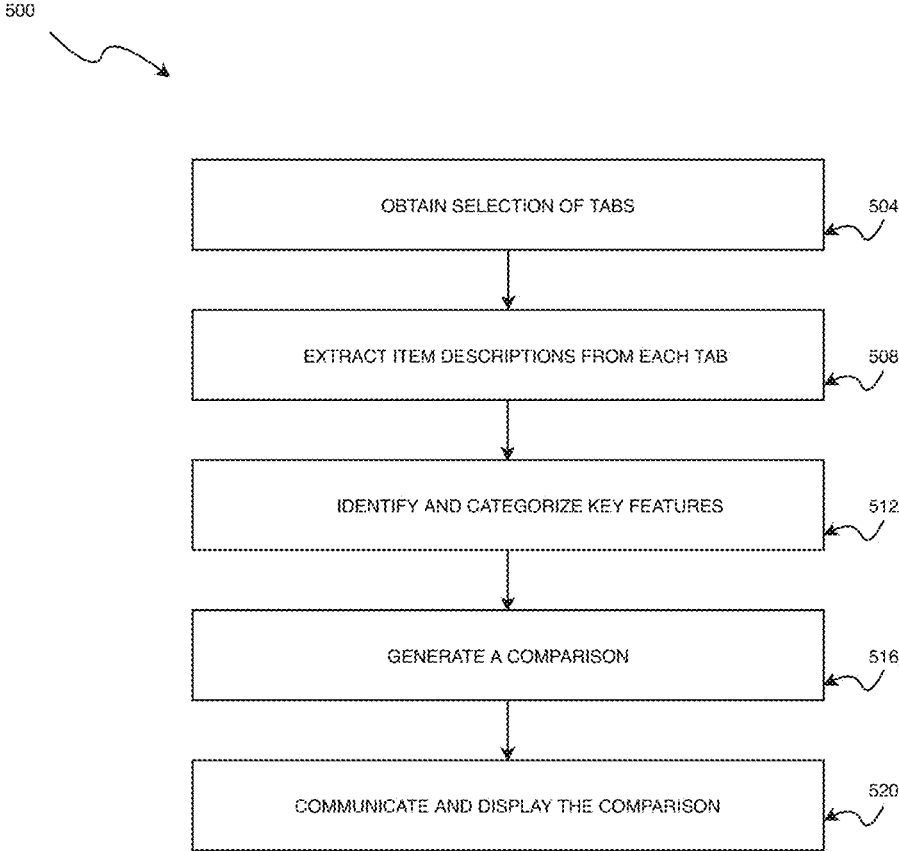 500
OBTAIN SELECTION OF TABS
504
EXTRACT ITEM DESCRIPTIONS FROM EACH TAB
508
IDENTIFY AND CATEGORIZE KEY FEATURES
512
GENERATE A COMPARISON
516
COMMUNICATE AND DISPLAY THE COMPARISON
520